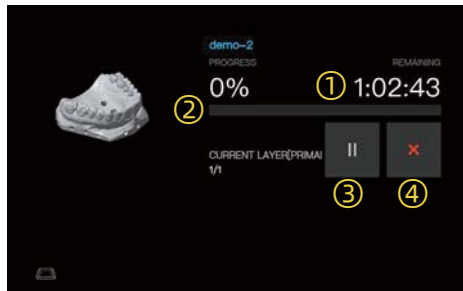 demo-2
PROGRESS REMAINING
0% ① 1:02:43
②
CURRENT LAYER(PRIMAI
1/1
③ ④